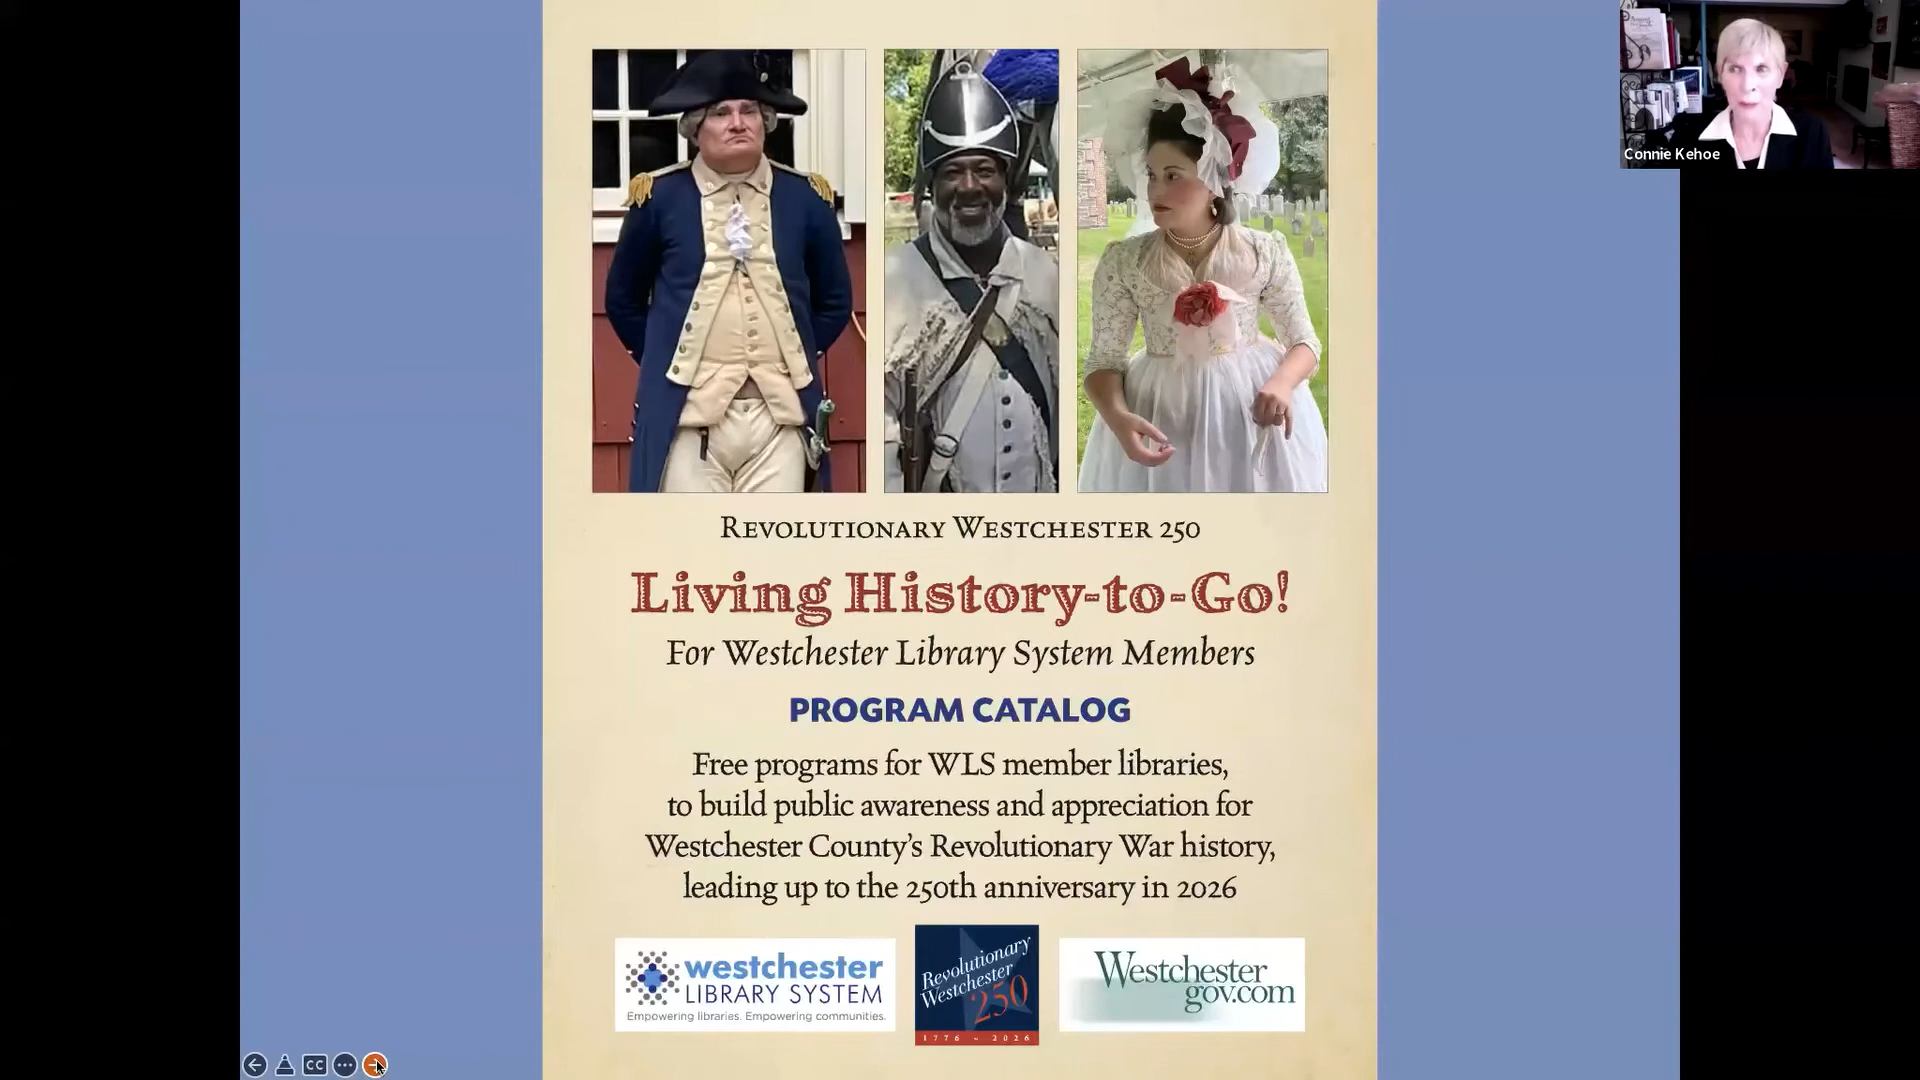 Connie Kehoe
REVOLUTIONARY WESTCHESTER 250
Living History-to-Go!
For Westchester Library System Members
PROGRAM CATALOG
Free programs for WLS member libraries,
to build public awareness and appreciation for
Westchester County's Revolutionary War history,
leading up to the 250th anniversary in 2026
westchester
LIBRARY SYSTEM
Empowering libraries. Empowering communities.
Revolutionary
Westchester
250
1776 ~ 2026
Westchester
gov.com
CC